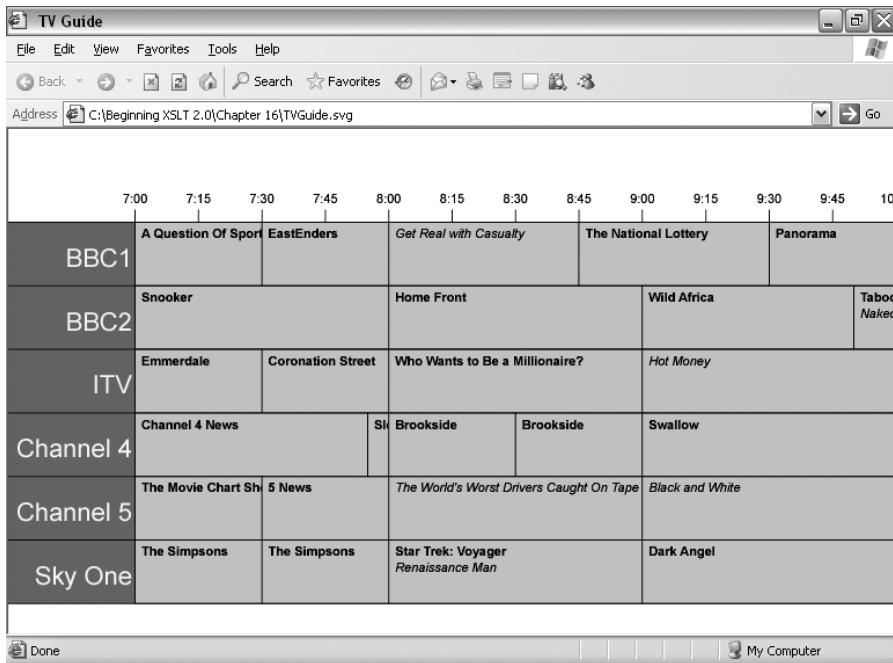 TV Guide
File Edit View Favorites Tools Help
Back Search Favorites
Address C:\Beginning XSLT 2.0\Chapter 16\TVGuide.svg Go
7:00 7:15 7:30 7:45 8:00 8:15 8:30 8:45 9:00 9:15 9:30 9:45 10
BBC1 A Question Of Sport EastEnders Get Real with Casualty The National Lottery Panorama
BBC2 Snooker Home Front Wild Africa Taboo
Naked
ITV Emmerdale Coronation Street Who Wants to Be a Millionaire? Hot Money
Channel 4 Channel 4 News Sl Brookside Brookside Swallow
Channel 5 The Movie Chart Sh 5 News The World's Worst Drivers Caught On Tape Black and White
Sky One The Simpsons The Simpsons Star Trek: Voyager Dark Angel
Renaissance Man
Done My Computer